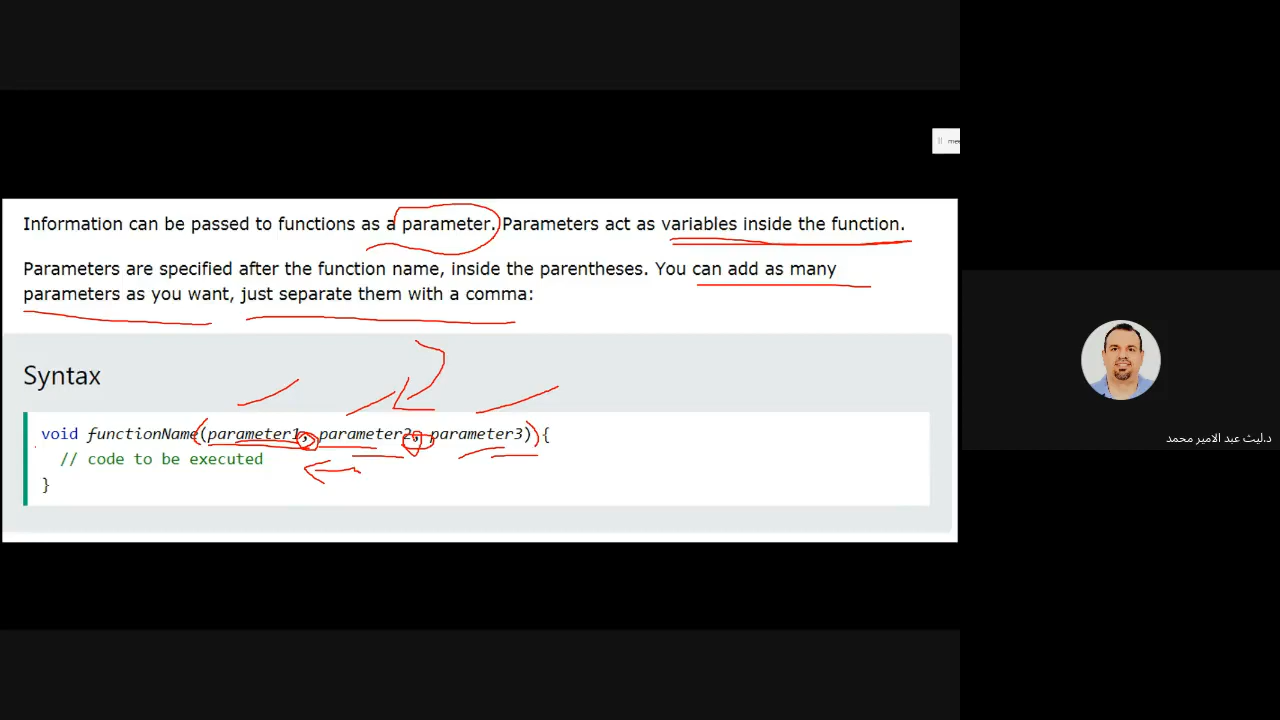 mee
Information can be passed to functions as a parameter. Parameters act as variables inside the function.
Parameters are specified after the function name, inside the parentheses. You can add as many
parameters as you want, just separate them with a comma:
Syntax
void functionName(parameter1, parameter2, parameter3) {
// code to be executed
}
د.ليث عبد الامير محمد